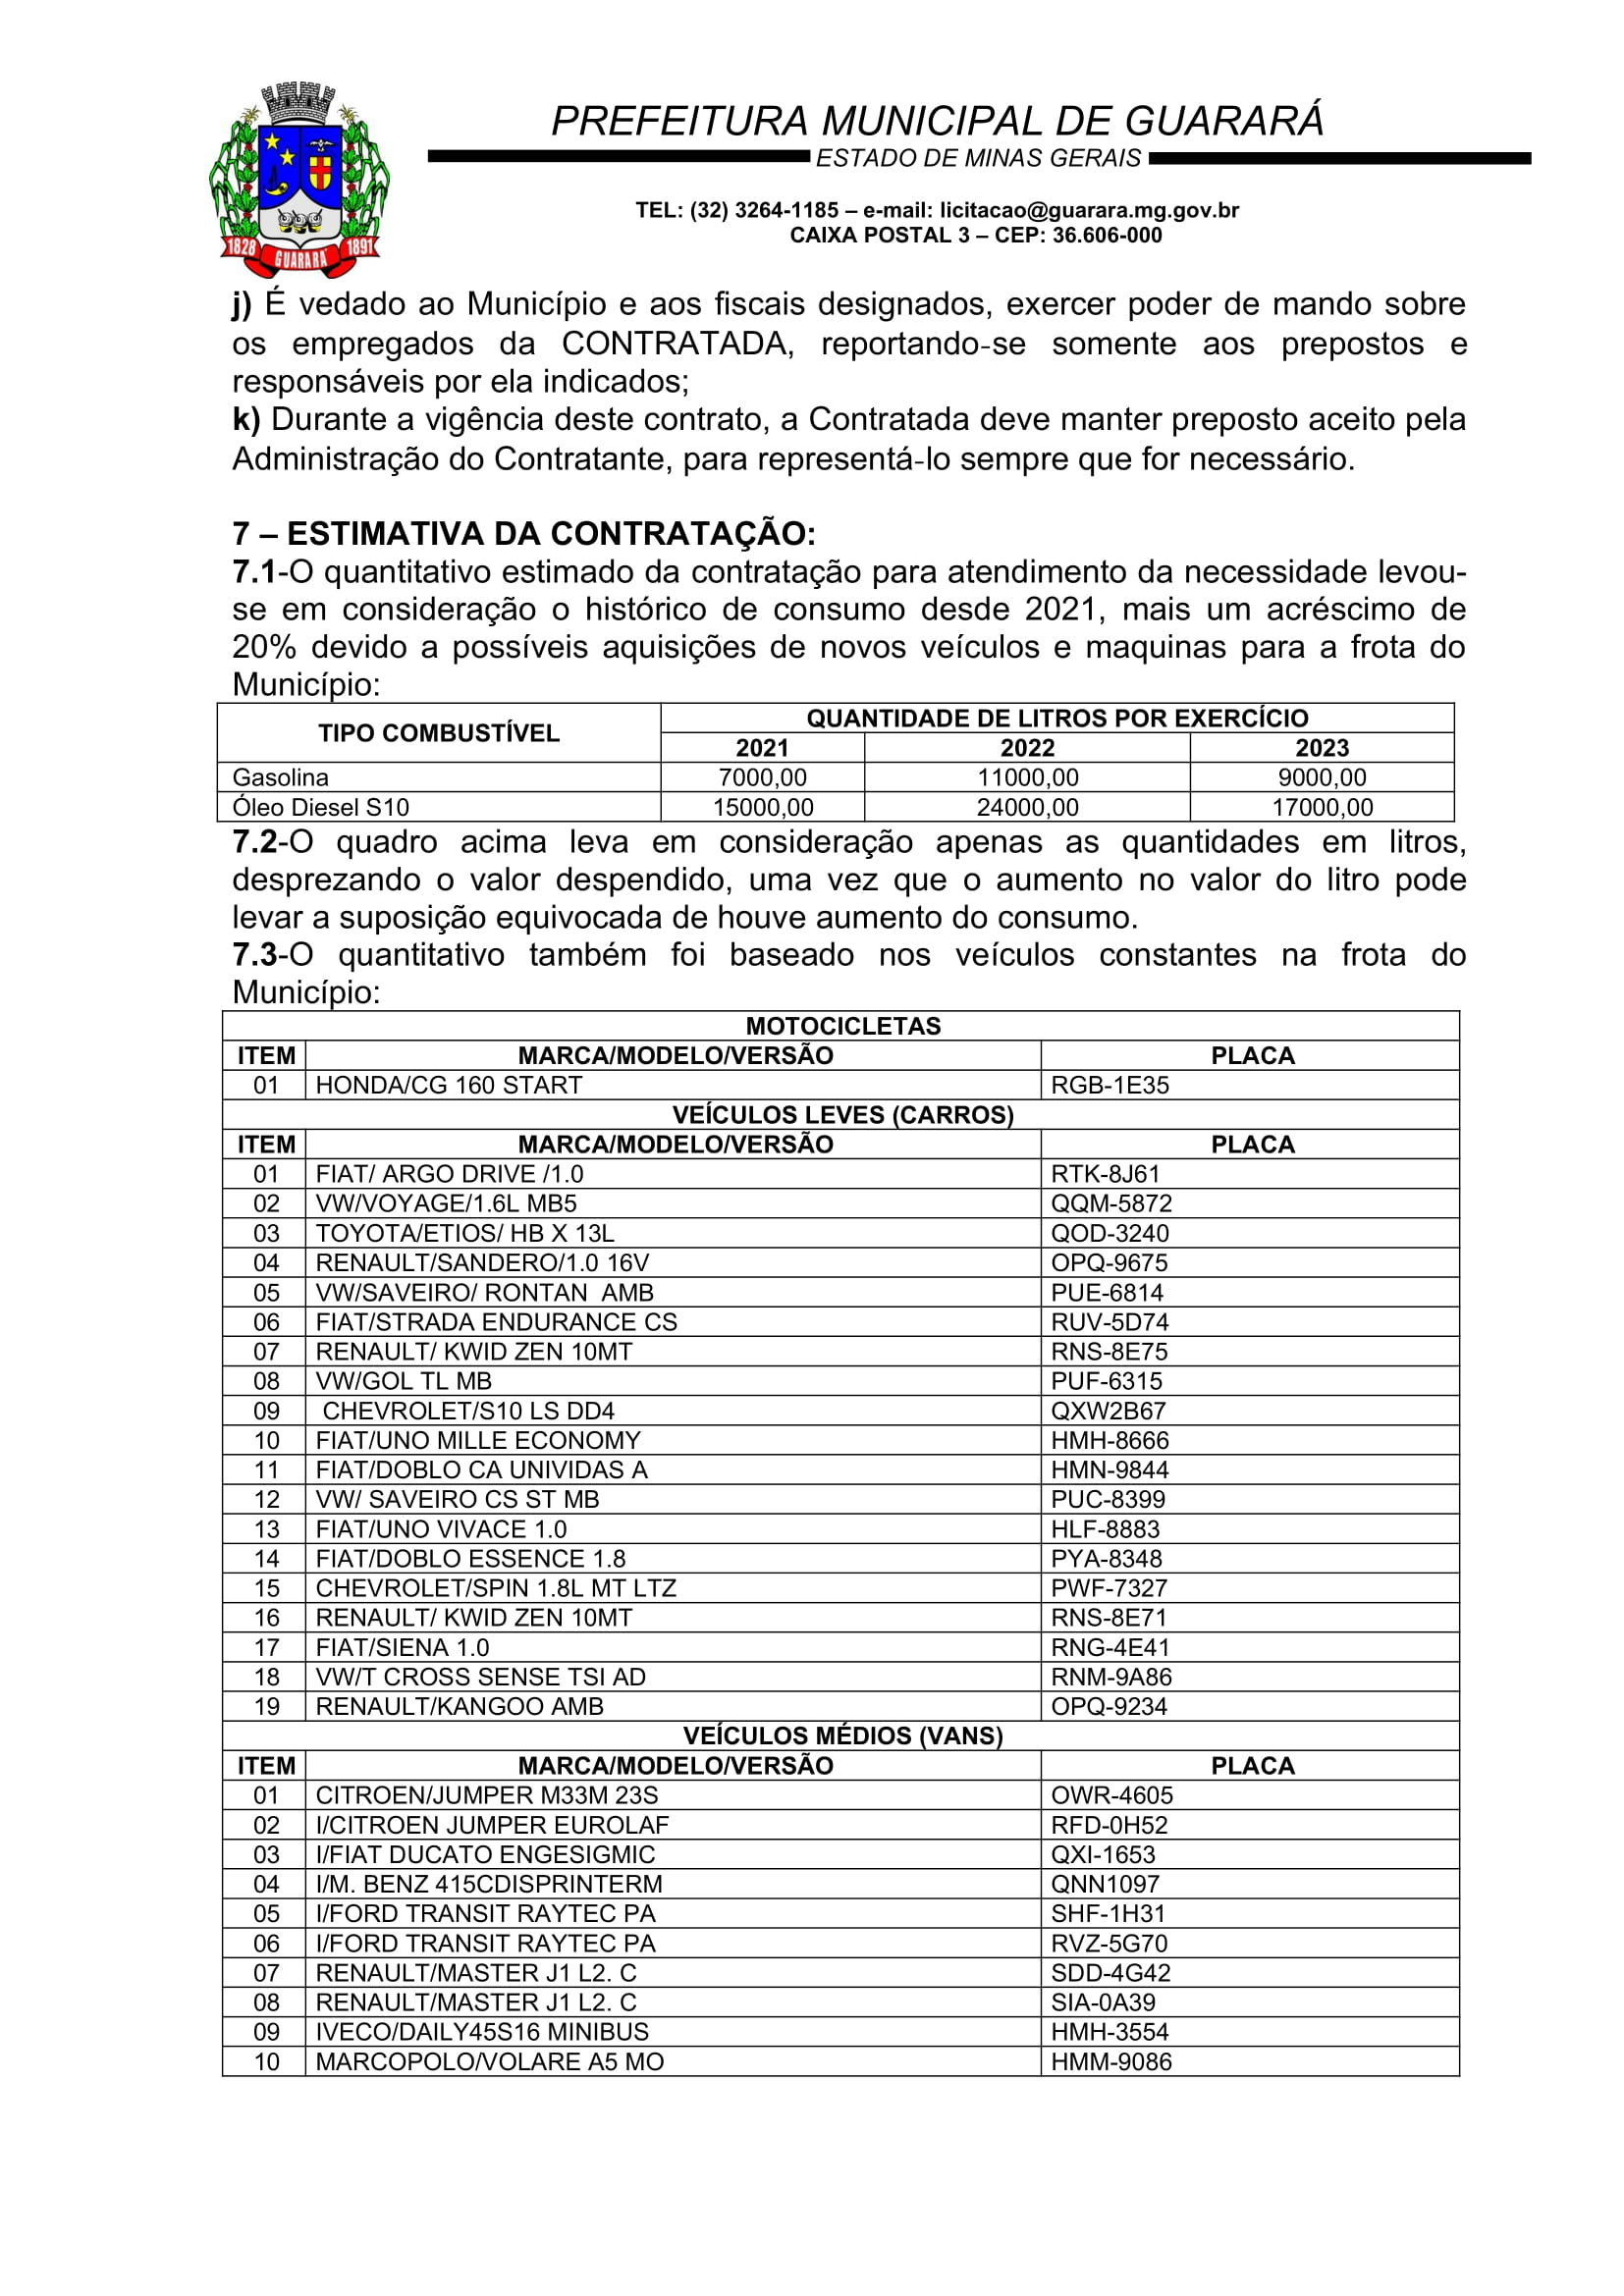 PREFEITURA MUNICIPAL DE GUARARÁ
ESTADO DE MINAS GERAIS
TEL: (32) 3264-1185 – e-mail: licitacao@guarara.mg.gov.br
CAIXA POSTAL 3 – CEP: 36.606-000
1828 GUARARÁ 1891
j) É vedado ao Município e aos fiscais designados, exercer poder de mando sobre
os empregados da CONTRATADA, reportando-se somente aos prepostos e
responsáveis por ela indicados;
k) Durante a vigência deste contrato, a Contratada deve manter preposto aceito pela
Administração do Contratante, para representá-lo sempre que for necessário.
7 – ESTIMATIVA DA CONTRATAÇÃO:
7.1-O quantitativo estimado da contratação para atendimento da necessidade levou-
se em consideração o histórico de consumo desde 2021, mais um acréscimo de
20% devido a possíveis aquisições de novos veículos e maquinas para a frota do
Município:
TIPO COMBUSTÍVEL QUANTIDADE DE LITROS POR EXERCÍCIO
2021 2022 2023
Gasolina 7000,00 11000,00 9000,00
Óleo Diesel S10 15000,00 24000,00 17000,00
7.2-O quadro acima leva em consideração apenas as quantidades em litros,
desprezando o valor despendido, uma vez que o aumento no valor do litro pode
levar a suposição equivocada de houve aumento do consumo.
7.3-O quantitativo também foi baseado nos veículos constantes na frota do
Município:
MOTOCICLETAS
ITEM MARCA/MODELO/VERSÃO PLACA
01 HONDA/CG 160 START RGB-1E35
VEÍCULOS LEVES (CARROS)
ITEM MARCA/MODELO/VERSÃO PLACA
01 FIAT/ ARGO DRIVE /1.0 RTK-8J61
02 VW/VOYAGE/1.6L MB5 QQM-5872
03 TOYOTA/ETIOS/ HB X 13L QOD-3240
04 RENAULT/SANDERO/1.0 16V OPQ-9675
05 VW/SAVEIRO/ RONTAN  AMB PUE-6814
06 FIAT/STRADA ENDURANCE CS RUV-5D74
07 RENAULT/ KWID ZEN 10MT RNS-8E75
08 VW/GOL TL MB PUF-6315
09 CHEVROLET/S10 LS DD4 QXW2B67
10 FIAT/UNO MILLE ECONOMY HMH-8666
11 FIAT/DOBLO CA UNIVIDAS A HMN-9844
12 VW/ SAVEIRO CS ST MB PUC-8399
13 FIAT/UNO VIVACE 1.0 HLF-8883
14 FIAT/DOBLO ESSENCE 1.8 PYA-8348
15 CHEVROLET/SPIN 1.8L MT LTZ PWF-7327
16 RENAULT/ KWID ZEN 10MT RNS-8E71
17 FIAT/SIENA 1.0 RNG-4E41
18 VW/T CROSS SENSE TSI AD RNM-9A86
19 RENAULT/KANGOO AMB OPQ-9234
VEÍCULOS MÉDIOS (VANS)
ITEM MARCA/MODELO/VERSÃO PLACA
01 CITROEN/JUMPER M33M 23S OWR-4605
02 I/CITROEN JUMPER EUROLAF RFD-0H52
03 I/FIAT DUCATO ENGESIGMIC QXI-1653
04 I/M. BENZ 415CDISPRINTERM QNN1097
05 I/FORD TRANSIT RAYTEC PA SHF-1H31
06 I/FORD TRANSIT RAYTEC PA RVZ-5G70
07 RENAULT/MASTER J1 L2. C SDD-4G42
08 RENAULT/MASTER J1 L2. C SIA-0A39
09 IVECO/DAILY45S16 MINIBUS HMH-3554
10 MARCOPOLO/VOLARE A5 MO HMM-9086